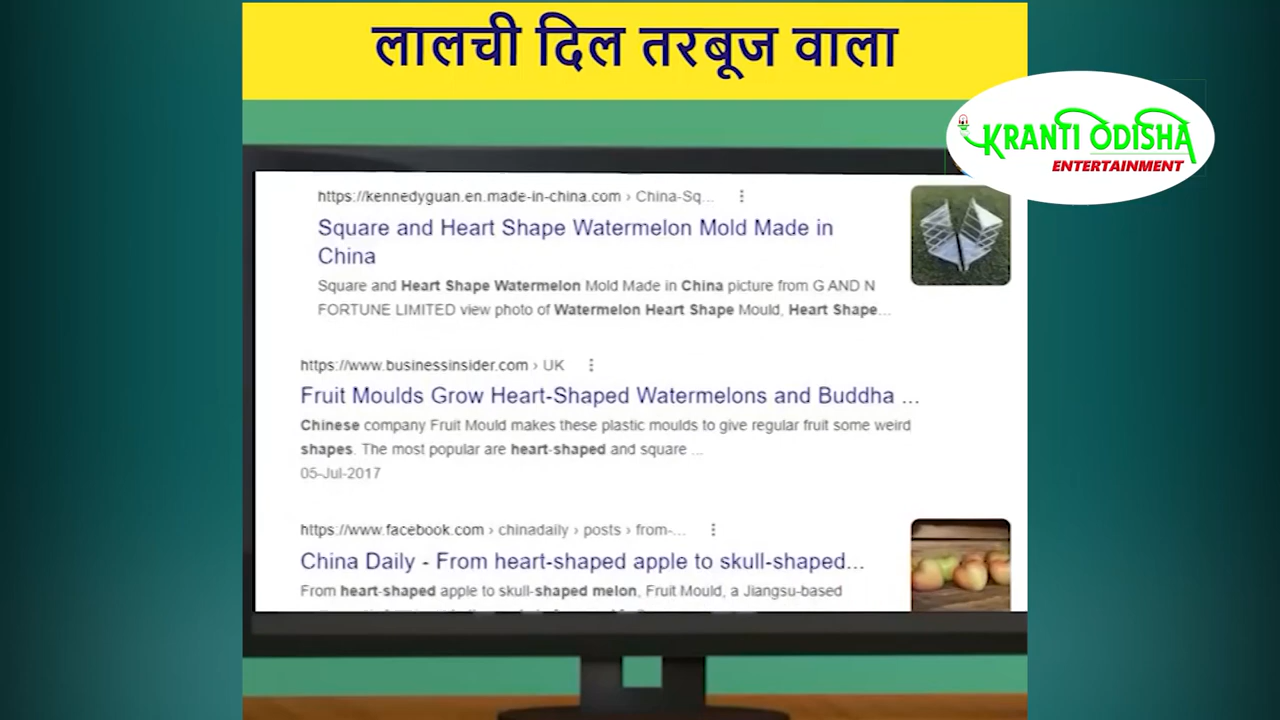 लालची दिल तरबूज वाला
KRANTI ODISHA
ENTERTAINMENT
https://kennedyguan.en.made-in-china.com › China-Sq...
Square and Heart Shape Watermelon Mold Made in
China
Square and Heart Shape Watermelon Mold Made in China picture from G AND N
FORTUNE LIMITED view photo of Watermelon Heart Shape Mould, Heart Shape...
https://www.businessinsider.com › UK
Fruit Moulds Grow Heart-Shaped Watermelons and Buddha ...
Chinese company Fruit Mould makes these plastic moulds to give regular fruit some weird
shapes. The most popular are heart-shaped and square ...
05-Jul-2017
https://www.facebook.com › chinadaily › posts › from-...
China Daily - From heart-shaped apple to skull-shaped...
From heart-shaped apple to skull-shaped melon, Fruit Mould, a Jiangsu-based